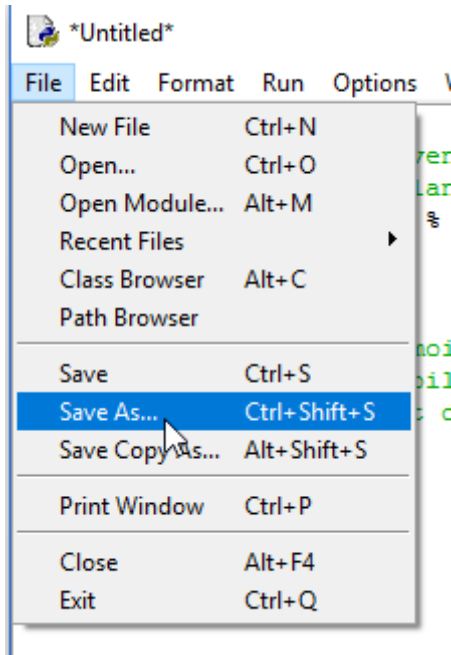 *Untitled*
File Edit Format Run Options
New File Ctrl+N
Open... Ctrl+O
Open Module... Alt+M
Recent Files
Class Browser Alt+C
Path Browser
Save Ctrl+S
Save As... Ctrl+Shift+S
Save Copy As... Alt+Shift+S
Print Window Ctrl+P
Close Alt+F4
Exit Ctrl+Q